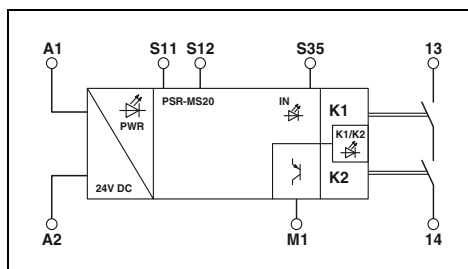 A1 S11 S12 S35 13
PSR-MS20 IN K1
PWR K1/K2
K2
24V DC
A2 M1 14